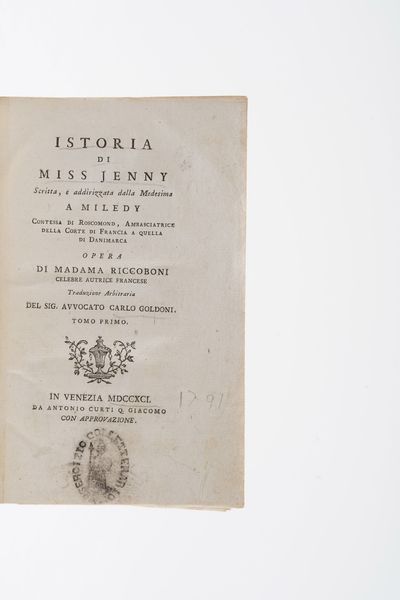 ISTORIA
DI
MISS JENNY
Scritta, e addirizzata dalla Medesima
A MILEDY
CONTESSA DI ROSCOMOND, AMBASCIATRICE
DELLA CORTE DI FRANCIA A QUELLA
DI DANIMARCA
OPERA
DI MADAMA RICCOBONI
CELEBRE AUTRICE FRANCESE
Traduzione Arbitraria
DEL SIG. AVVOCATO CARLO GOLDONI.
TOMO PRIMO.
IN VENEZIA MDCCXCI.
1791
DA ANTONIO CURTI Q. GIACOMO
CON APPROVAZIONE.